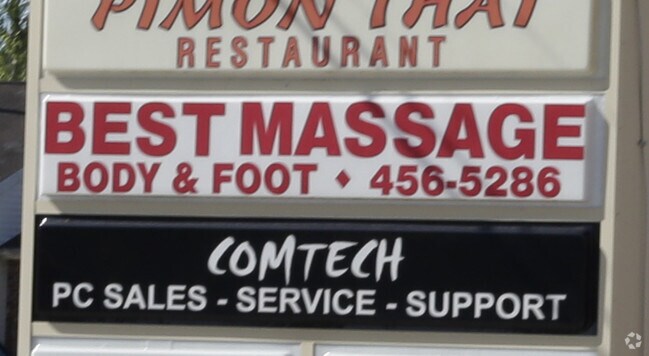 PIMON THAI
RESTAURANT
BEST MASSAGE
BODY & FOOT ♦ 456-5286
COMTECH
PC SALES - SERVICE - SUPPORT